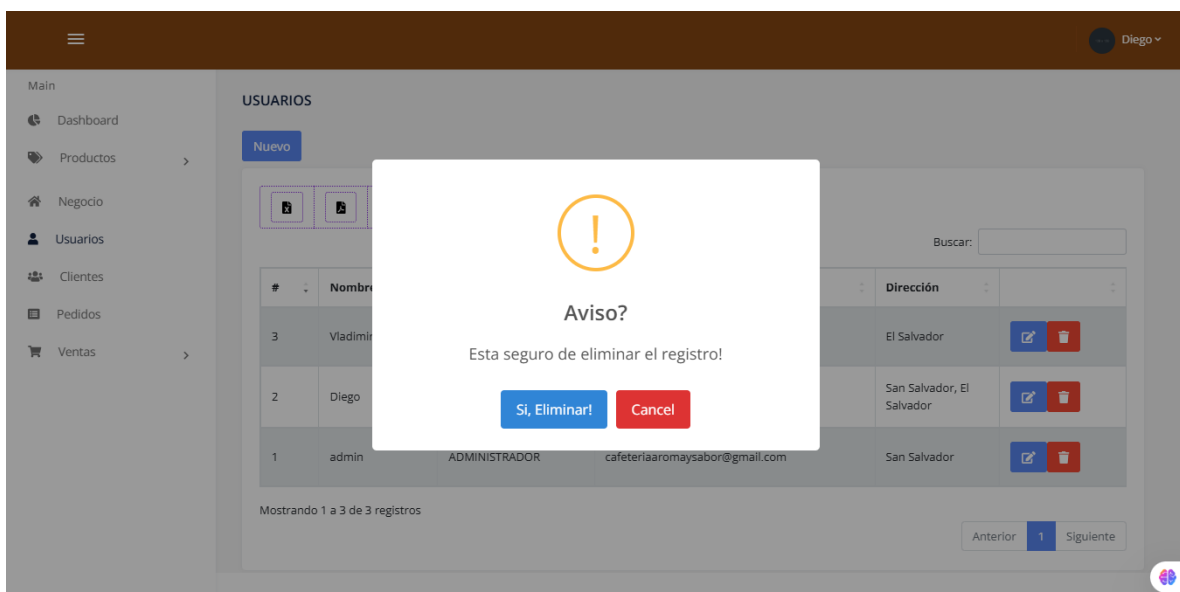 Diego
Main
Dashboard
Productos
Negocio
Usuarios
Clientes
Pedidos
Ventas
USUARIOS
Nuevo
Buscar:
# Nombre Dirección
3 Vladimir El Salvador
2 Diego San Salvador, El
Salvador
1 admin ADMINISTRADOR cafeteriaaromaysabor@gmail.com San Salvador
Mostrando 1 a 3 de 3 registros
Anterior 1 Siguiente
Aviso?
Esta seguro de eliminar el registro!
Si, Eliminar! Cancel